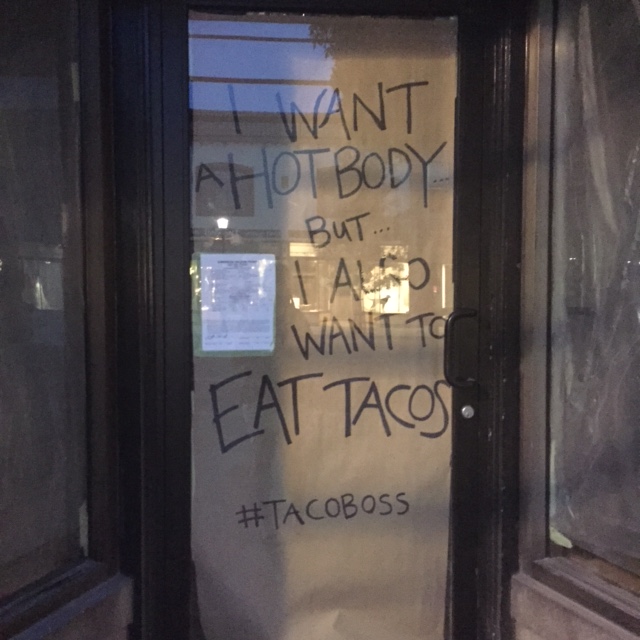 I WANT
A HOT BODY...
BUT...
I ALSO
WANT TO
EAT TACOS
#TACOBOSS